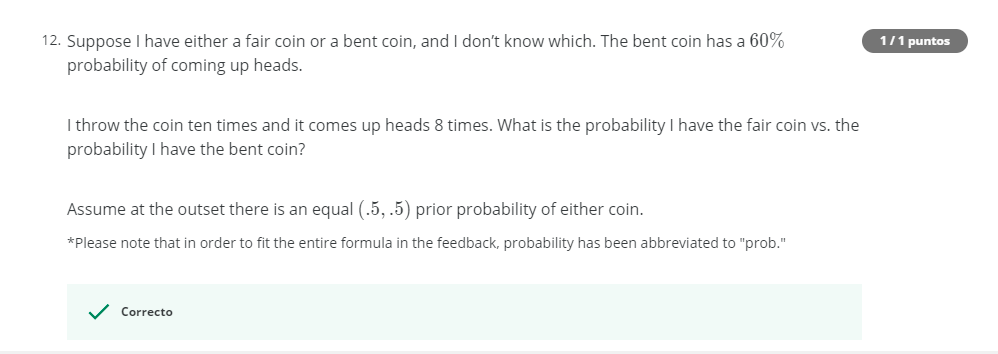 12. Suppose I have either a fair coin or a bent coin, and I don't know which. The bent coin has a 60%
1 / 1 puntos
probability of coming up heads.
I throw the coin ten times and it comes up heads 8 times. What is the probability I have the fair coin vs. the
probability I have the bent coin?
Assume at the outset there is an equal (.5, .5) prior probability of either coin.
*Please note that in order to fit the entire formula in the feedback, probability has been abbreviated to "prob."
Correcto